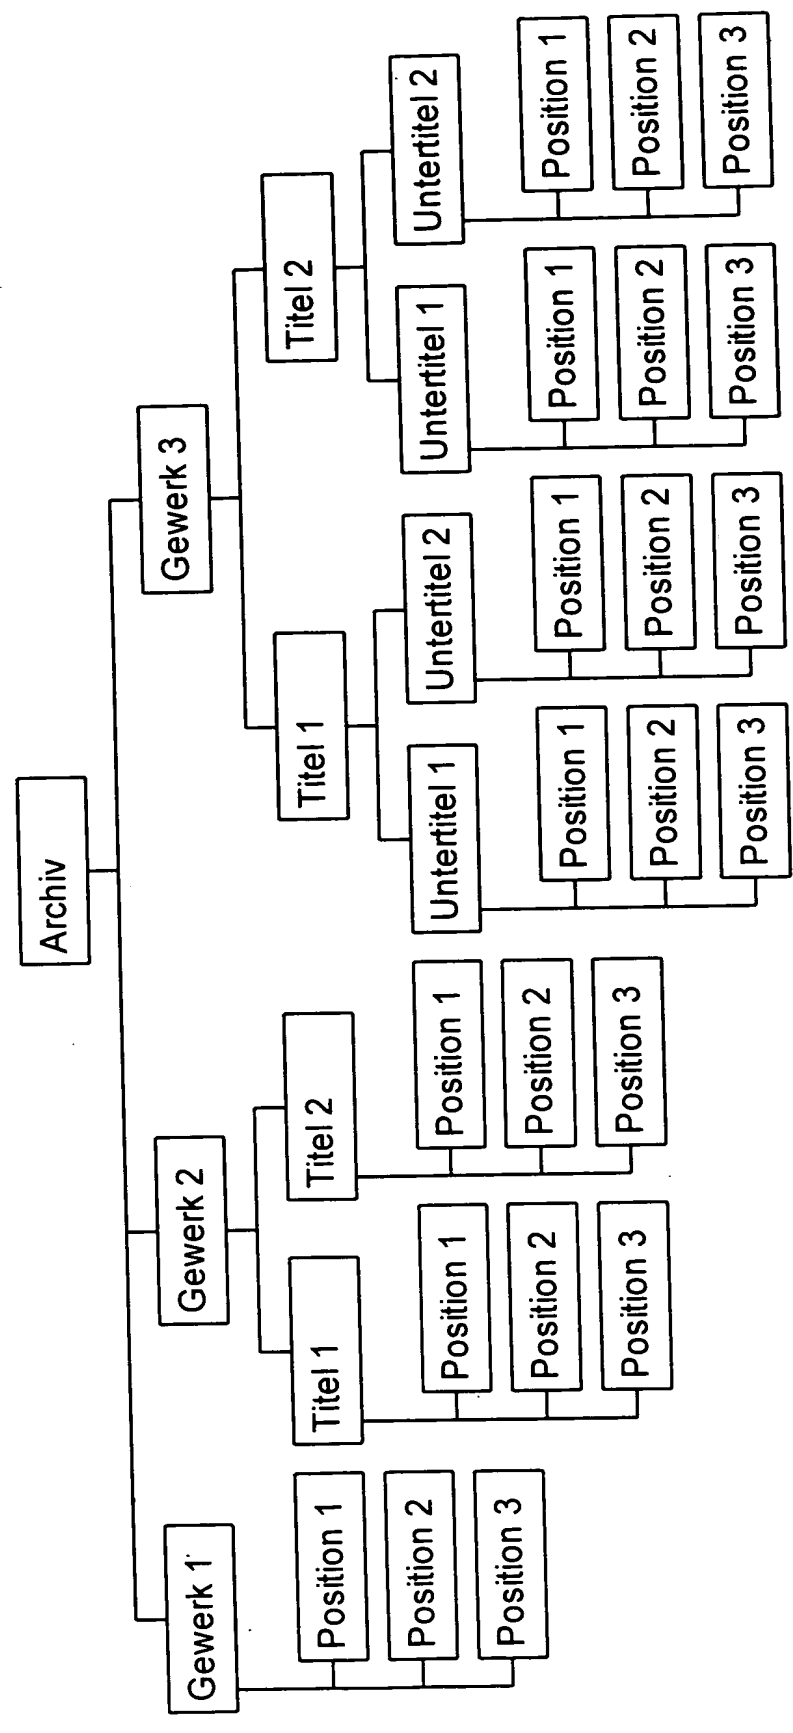 Archiv
Gewerk 1
Position 1
Position 2
Position 3
Gewerk 2
Titel 1
Position 1
Position 2
Position 3
Titel 2
Position 1
Position 2
Position 3
Gewerk 3
Titel 1
Untertitel 1
Position 1
Position 2
Position 3
Untertitel 2
Position 1
Position 2
Position 3
Titel 2
Untertitel 1
Position 1
Position 2
Position 3
Untertitel 2
Position 1
Position 2
Position 3